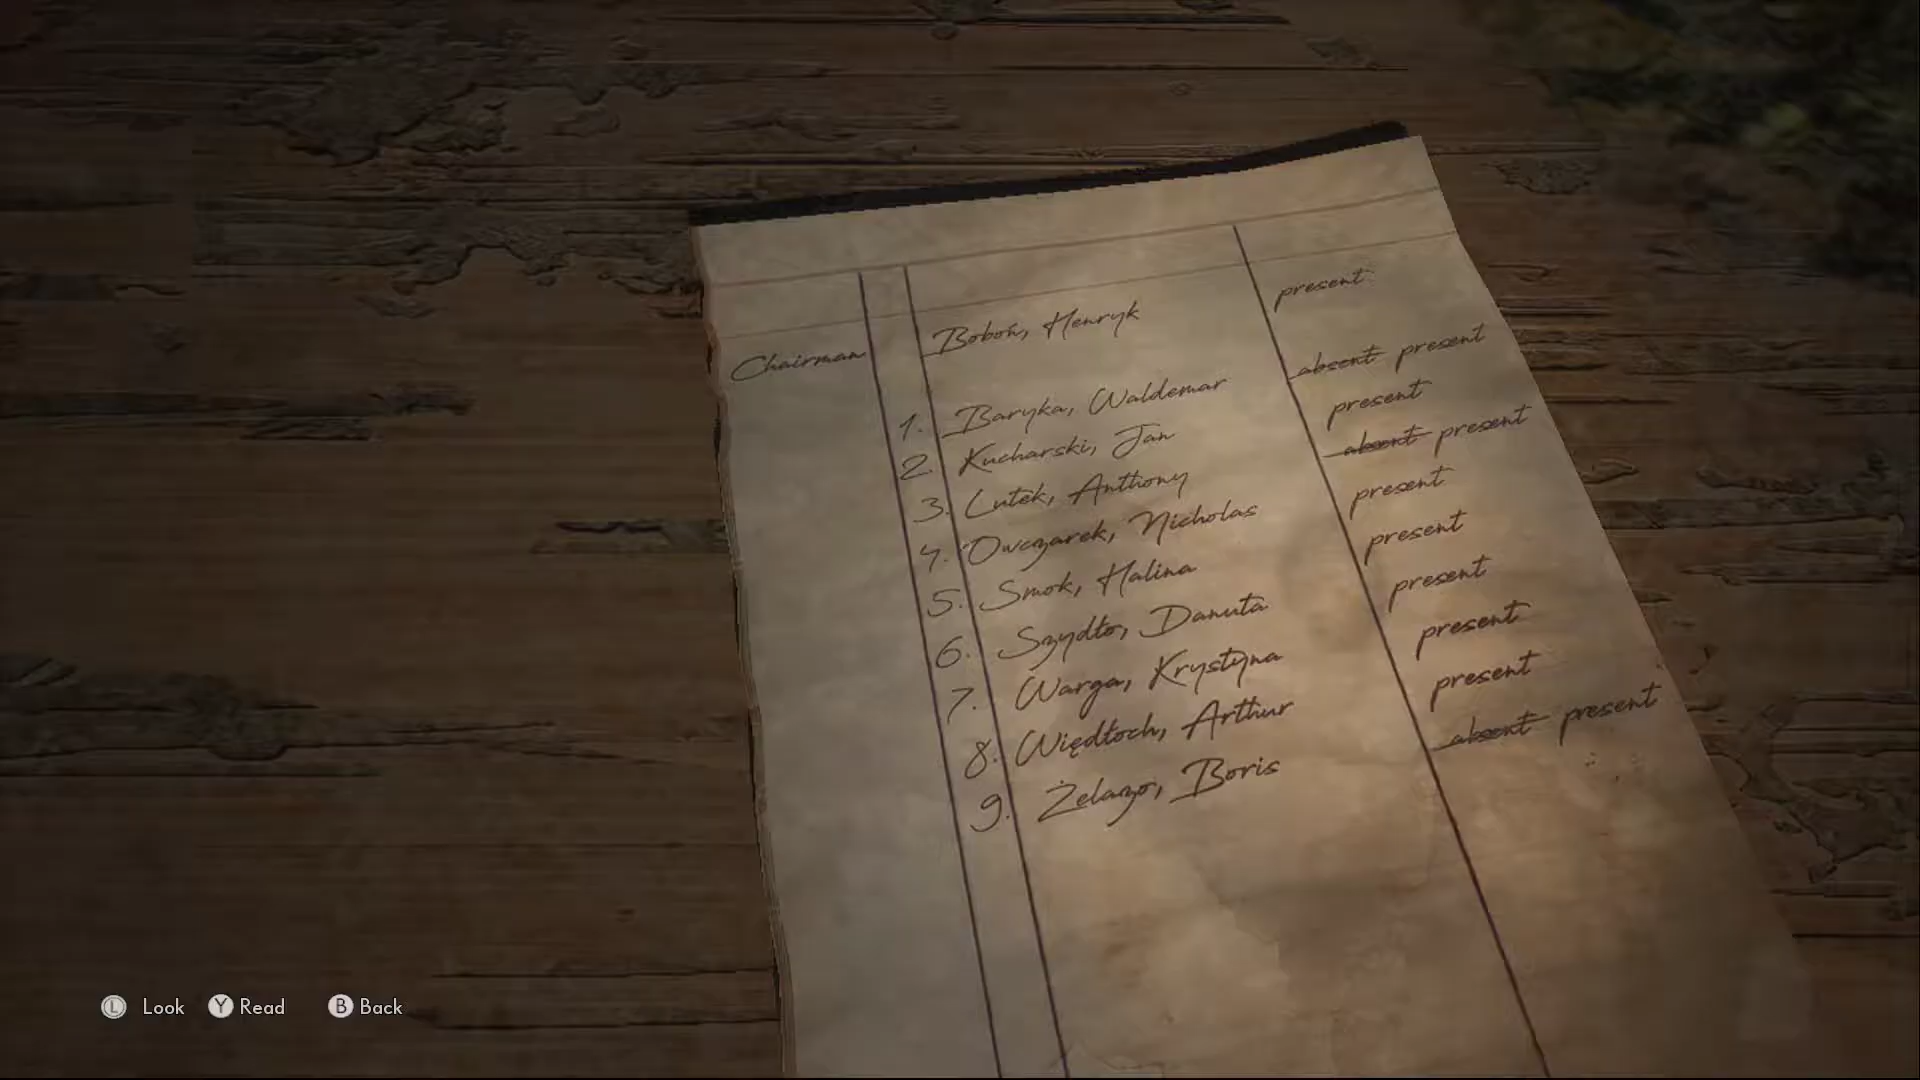 Chairman Boboń, Henryk present
1. Baryka, Waldemar absent present
2. Kucharski, Jan present
3. Lutek, Anthony absent present
4. Owczarek, Nicholas present
5. Smok, Halina present
6. Szydło, Danuta present
7. Warga, Krystyna present
8. Więdłoch, Arthur present
9. Żelazo, Boris absent present
L Look Y Read B Back